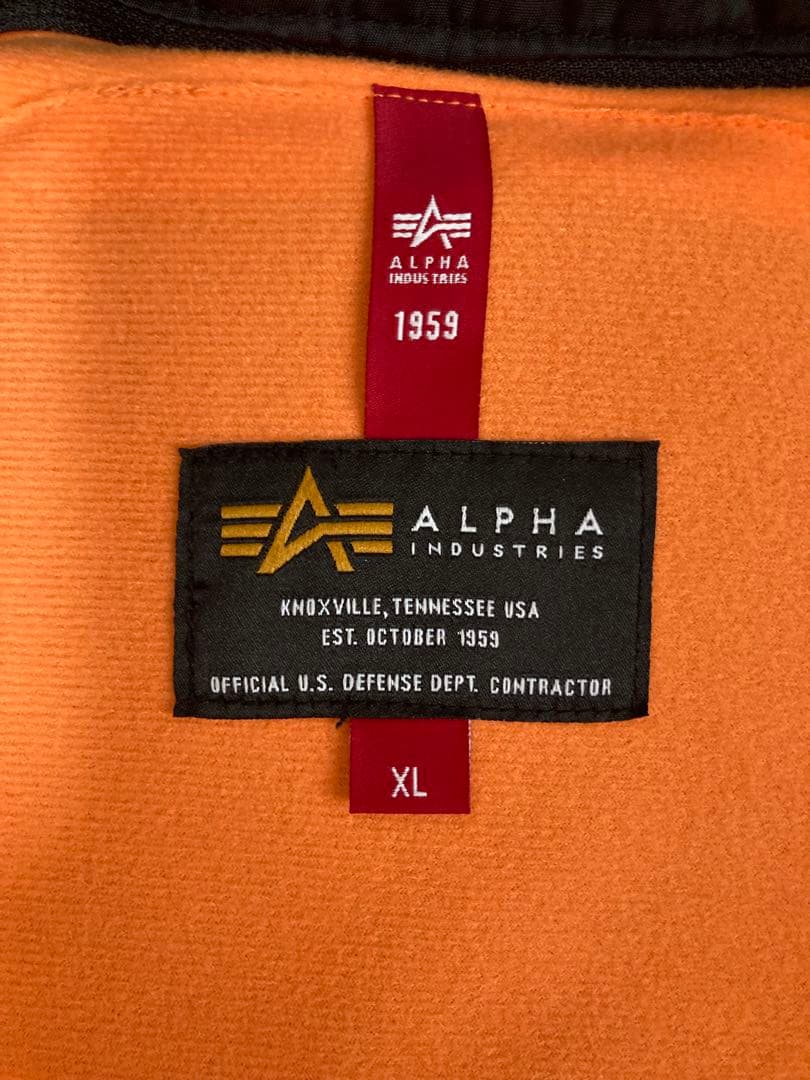 ALPHA
INDUSTRIES
1959
ALPHA
INDUSTRIES
KNOXVILLE, TENNESSEE USA
EST. OCTOBER 1959
OFFICIAL U.S. DEFENSE DEPT. CONTRACTOR
XL